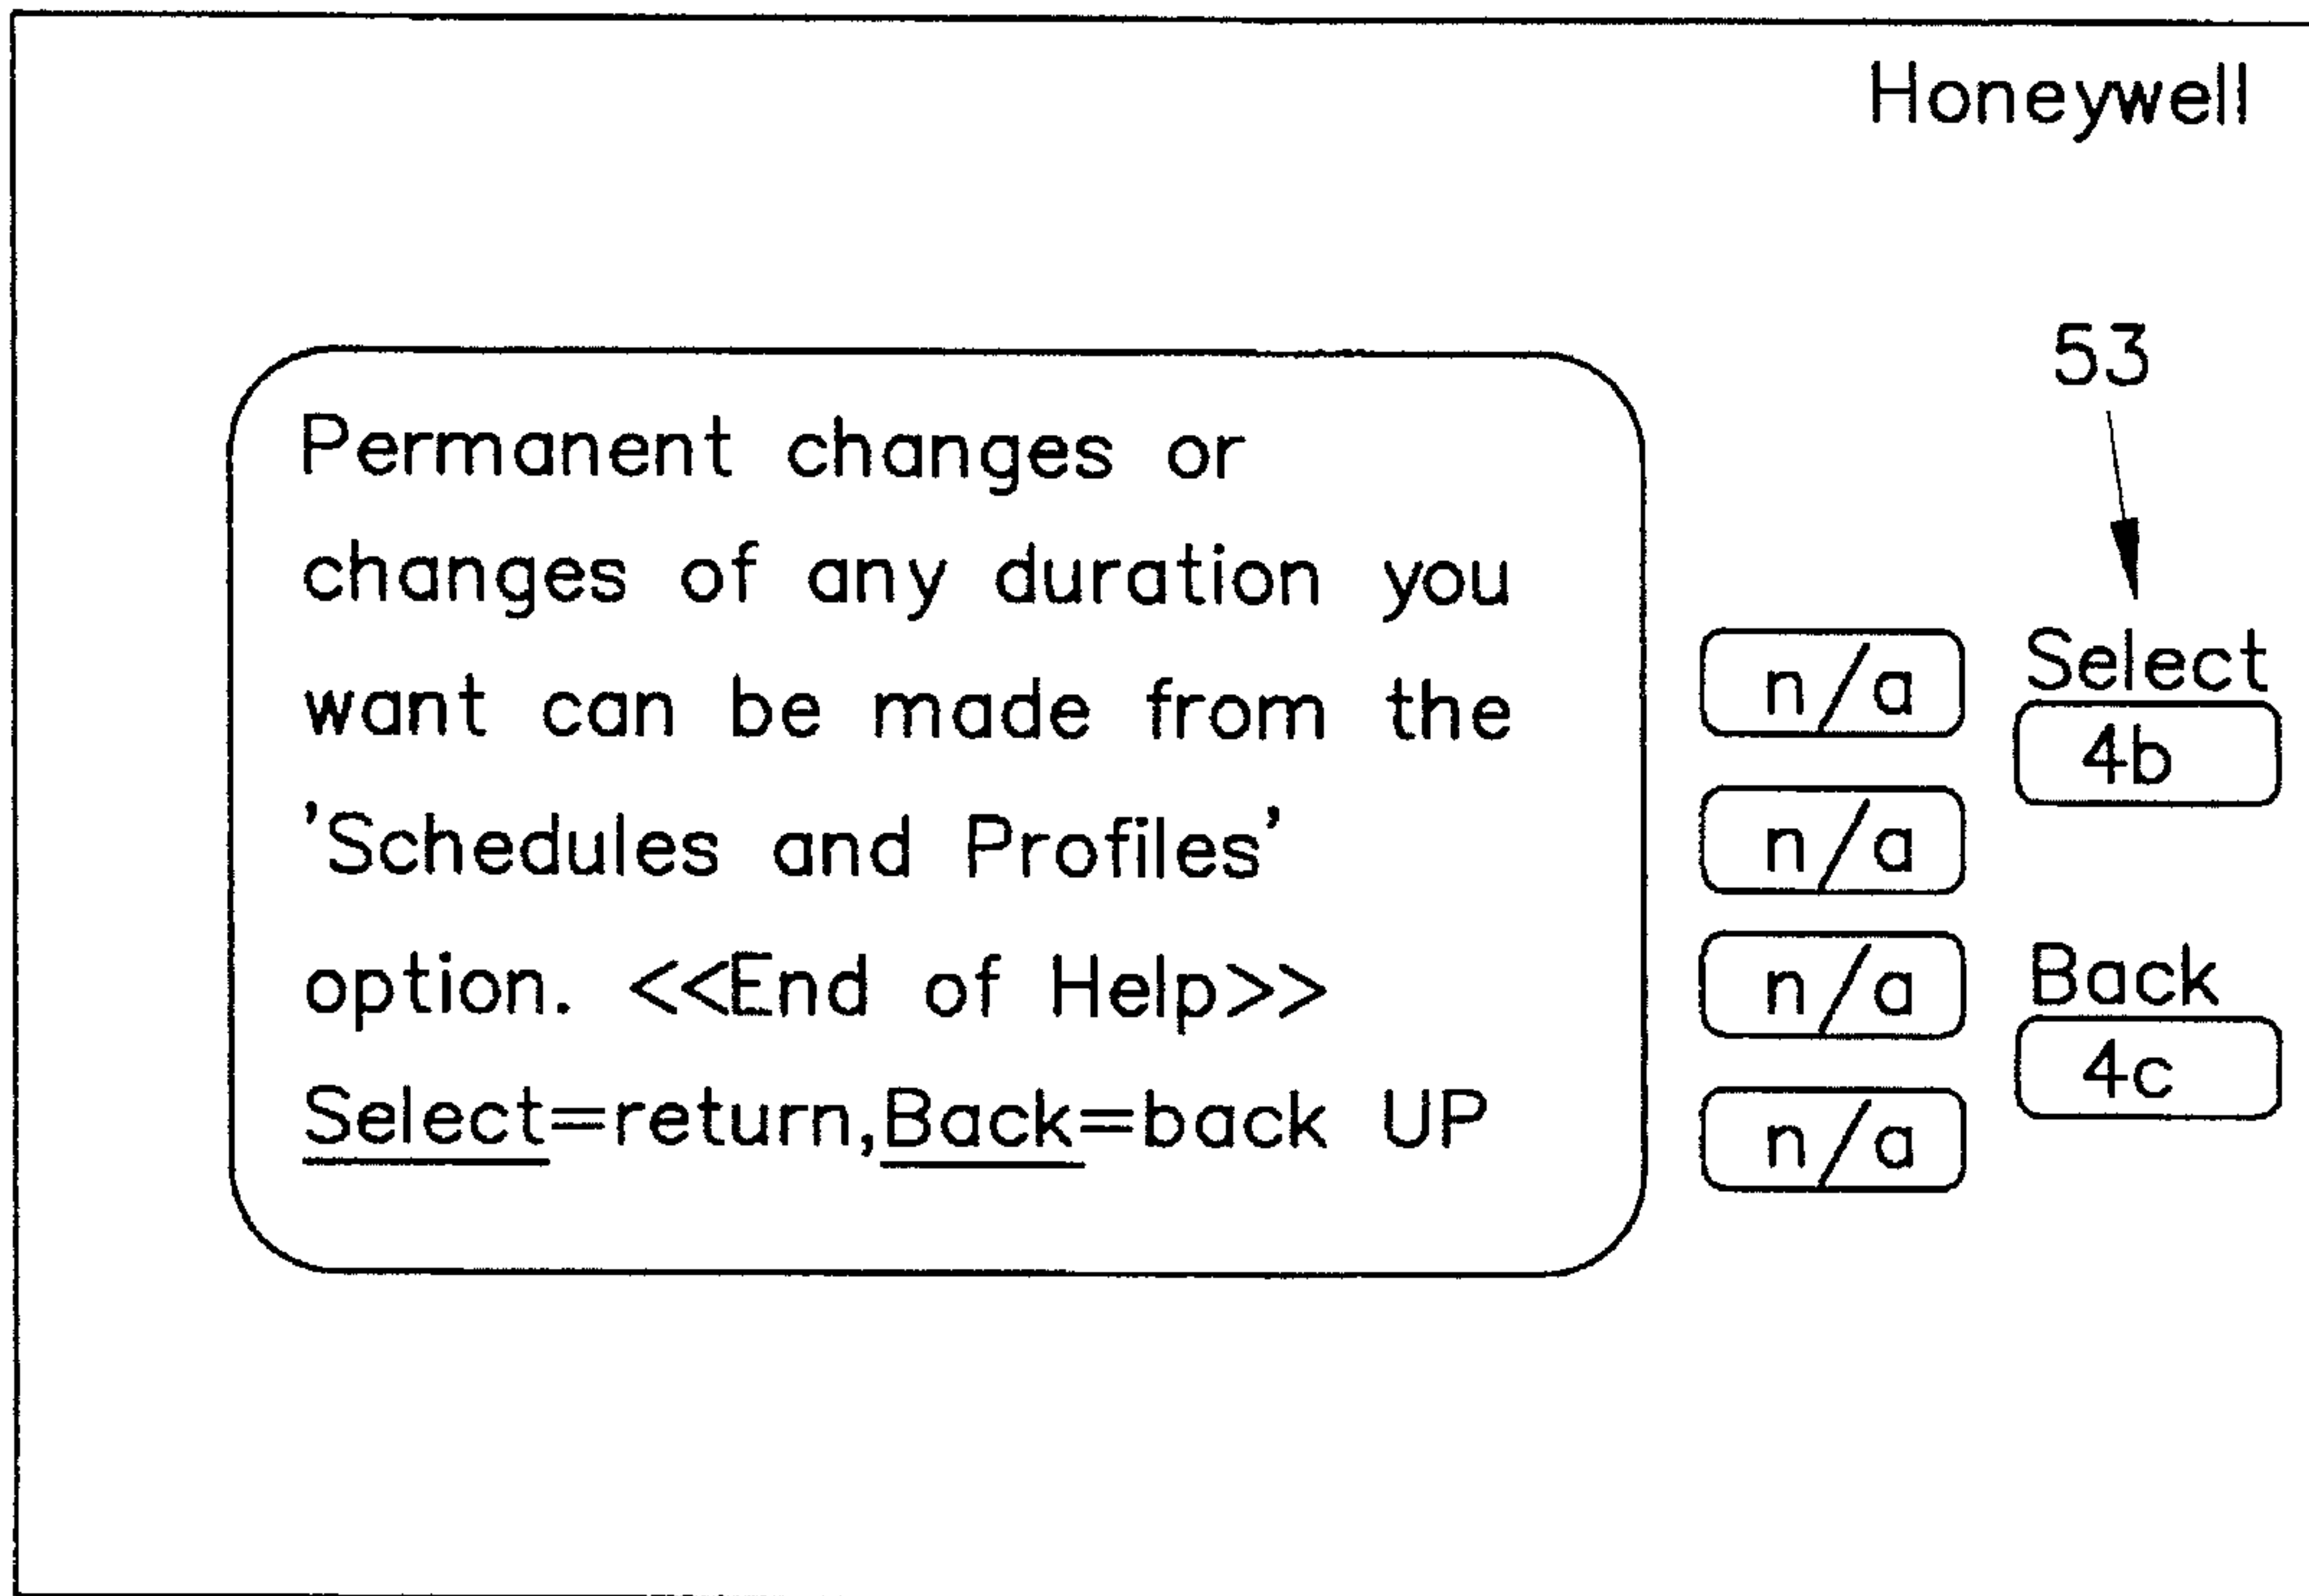 Honeywell
53
Permanent changes or
changes of any duration you
want can be made from the
'Schedules and Profiles'
option. <<End of Help>>
Select=return,Back=back UP
n/a
n/a
n/a
n/a
Select
4b
Back
4c